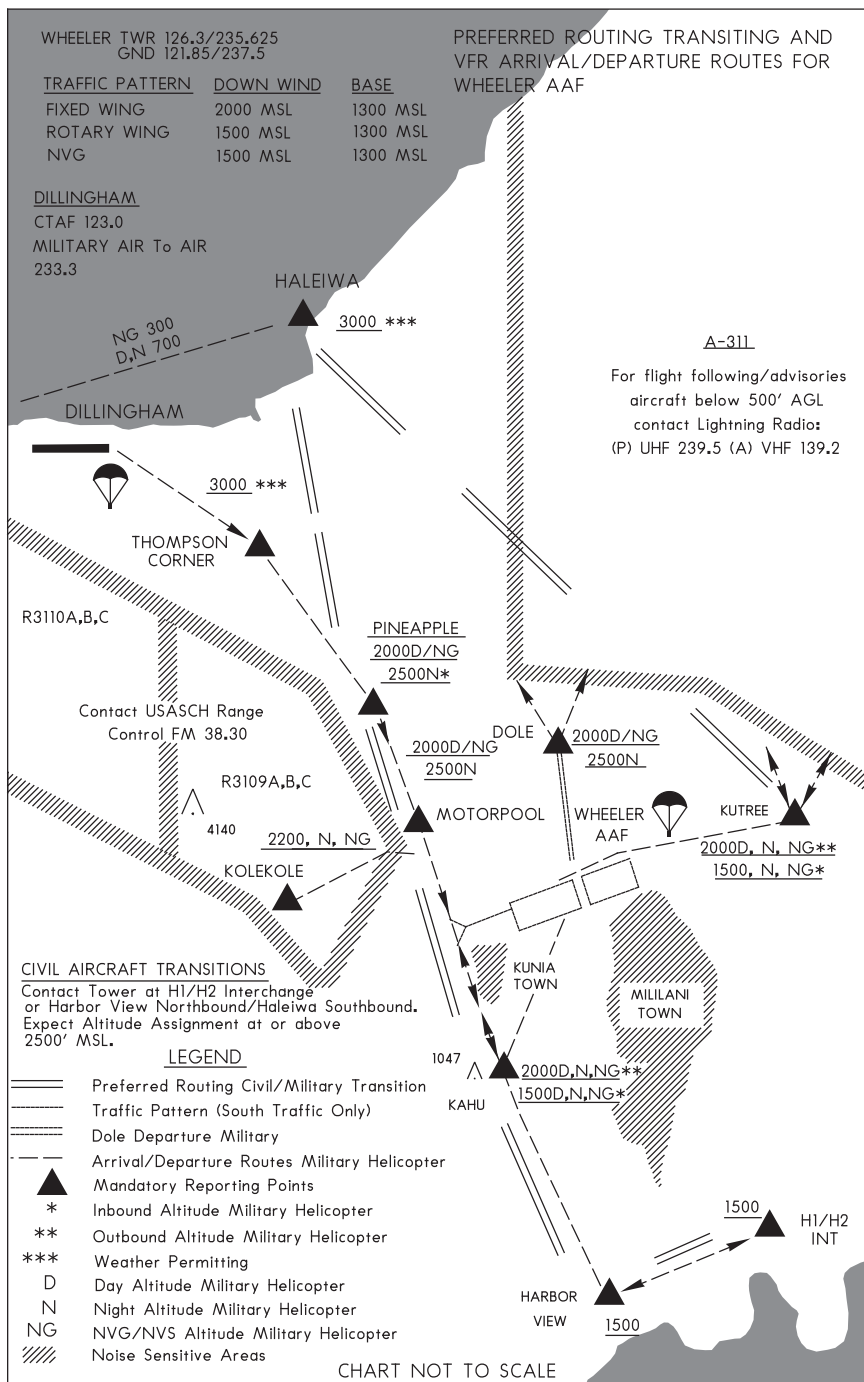 WHEELER TWR 126.3/235.625
GND 121.85/237.5
PREFERRED ROUTING TRANSITING AND
VFR ARRIVAL/DEPARTURE ROUTES FOR
WHEELER AAF
TRAFFIC PATTERN DOWN WIND BASE
FIXED WING 2000 MSL 1300 MSL
ROTARY WING 1500 MSL 1300 MSL
NVG 1500 MSL 1300 MSL
DILLINGHAM
CTAF 123.0
MILITARY AIR To AIR
233.3
HALEIWA
3000 ***
NG 300
D,N 700
A-311
For flight following/advisories
aircraft below 500' AGL
contact Lightning Radio:
(P) UHF 239.5 (A) VHF 139.2
DILLINGHAM
3000 ***
THOMPSON
CORNER
R3110A,B,C
PINEAPPLE
2000D/NG
2500N*
Contact USASCH Range
Control FM 38.30
DOLE
2000D/NG
2500N
2000D/NG
2500N
R3109A,B,C
4140
MOTORPOOL
WHEELER
AAF
KUTREE
2200, N, NG
2000D, N, NG**
1500, N, NG*
KOLEKOLE
KUNIA
TOWN
MILILANI
TOWN
CIVIL AIRCRAFT TRANSITIONS
Contact Tower at H1/H2 Interchange
or Harbor View Northbound/Haleiwa Southbound.
Expect Altitude Assignment at or above
2500' MSL.
1047
2000D,N,NG**
1500D,N,NG*
KAHU
LEGEND
Preferred Routing Civil/Military Transition
Traffic Pattern (South Traffic Only)
Dole Departure Military
Arrival/Departure Routes Military Helicopter
Mandatory Reporting Points
* Inbound Altitude Military Helicopter
** Outbound Altitude Military Helicopter
*** Weather Permitting
D Day Altitude Military Helicopter
N Night Altitude Military Helicopter
NG NVG/NVS Altitude Military Helicopter
Noise Sensitive Areas
1500
H1/H2
INT
HARBOR
VIEW
1500
CHART NOT TO SCALE